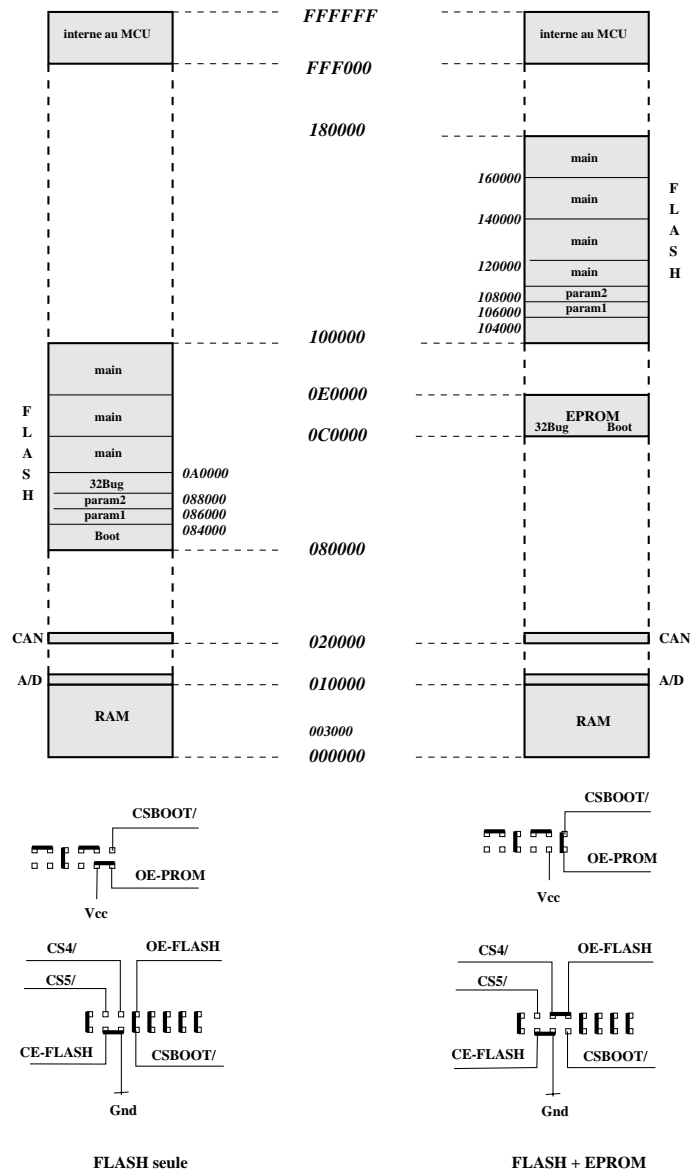 FFFFFF
interne au MCU
interne au MCU
FFF000
180000
main
160000
main
140000
main
120000
main
108000
param2
106000
param1
104000
FLASH
100000
main
main
main
0A0000
32Bug
088000
param2
086000
param1
084000
Boot
FLASH
0E0000
EPROM
32Bug Boot
0C0000
080000
CAN
020000
CAN
A/D
010000
A/D
RAM
RAM
003000
000000
CSBOOT/
OE-PROM
Vcc
CSBOOT/
OE-PROM
Vcc
CS4/
OE-FLASH
CS5/
CE-FLASH
CSBOOT/
Gnd
CS4/
OE-FLASH
CS5/
CE-FLASH
CSBOOT/
Gnd
FLASH seule
FLASH + EPROM